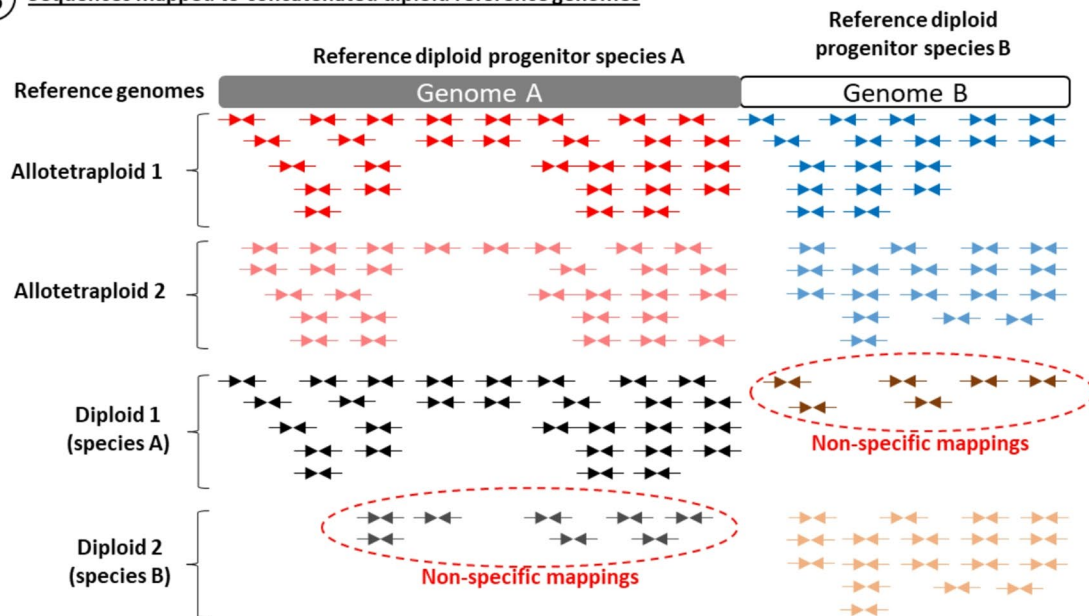 Sequences mapped to concatenated diploid reference genomes
Reference diploid
progenitor species B
Reference diploid progenitor species A
Reference genomes
Genome A
Genome B
Allotetraploid 1
Allotetraploid 2
Diploid 1
(species A)
Non-specific mappings
Diploid 2
(species B)
Non-specific mappings